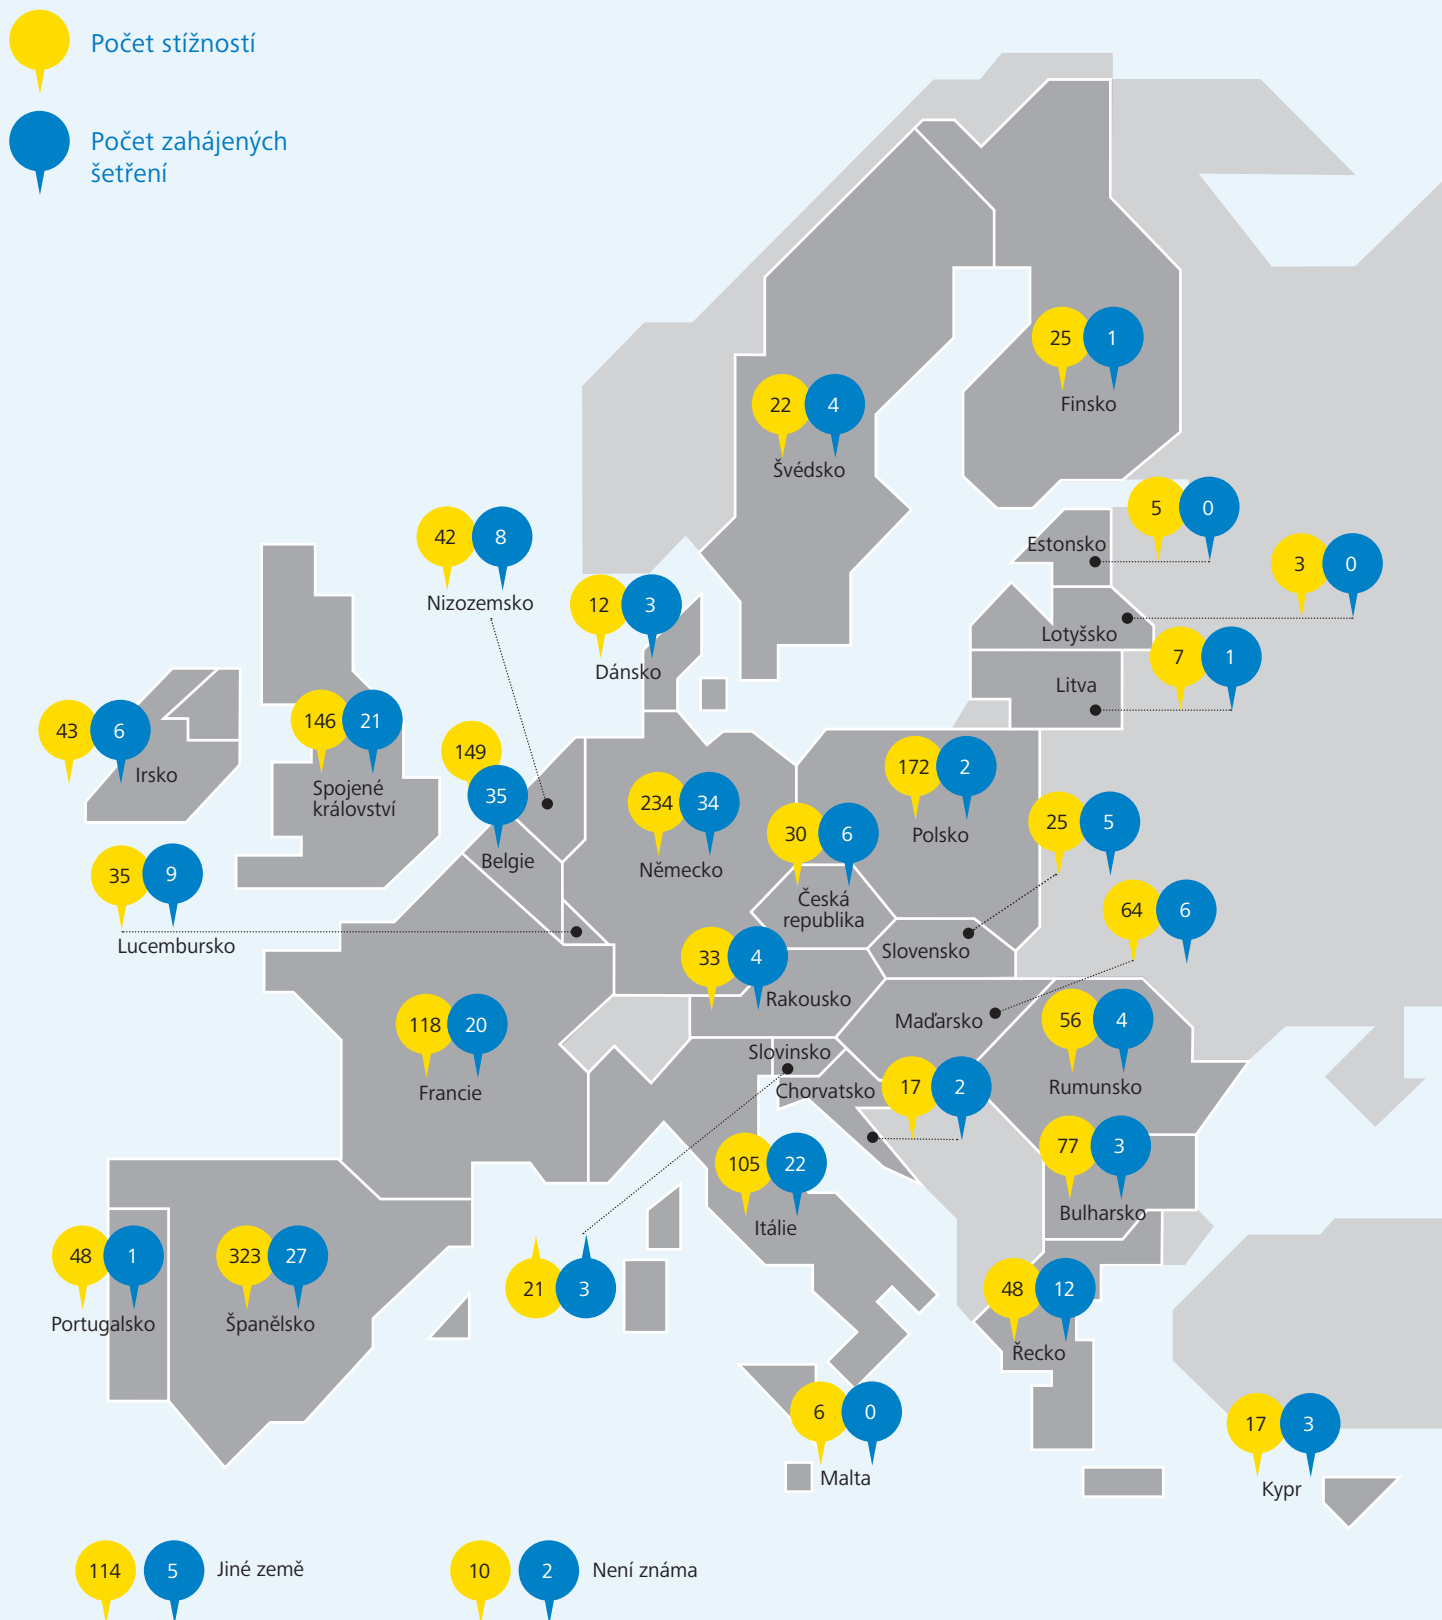 Počet stížností
Počet zahájených
šetření
25 1
Finsko
22 4
Švédsko
5 0
Estonsko
3 0
Lotyšsko
42 8
Nizozemsko
12 3
Dánsko
7 1
Litva
43 6
Irsko
146 21
Spojené
království
149
35
Belgie
234 34
Německo
172 2
Polsko
30 6
Česká
republika
25 5
Slovensko
35 9
Lucembursko
64 6
Maďarsko
33 4
Rakousko
118 20
Francie
56 4
Rumunsko
Slovinsko
Chorvatsko
17 2
77 3
Bulharsko
105 22
Itálie
48 1
Portugalsko
323 27
Španělsko
21 3
48 12
Řecko
6 0
Malta
17 3
Kypr
114 5 Jiné země
10 2 Není známa